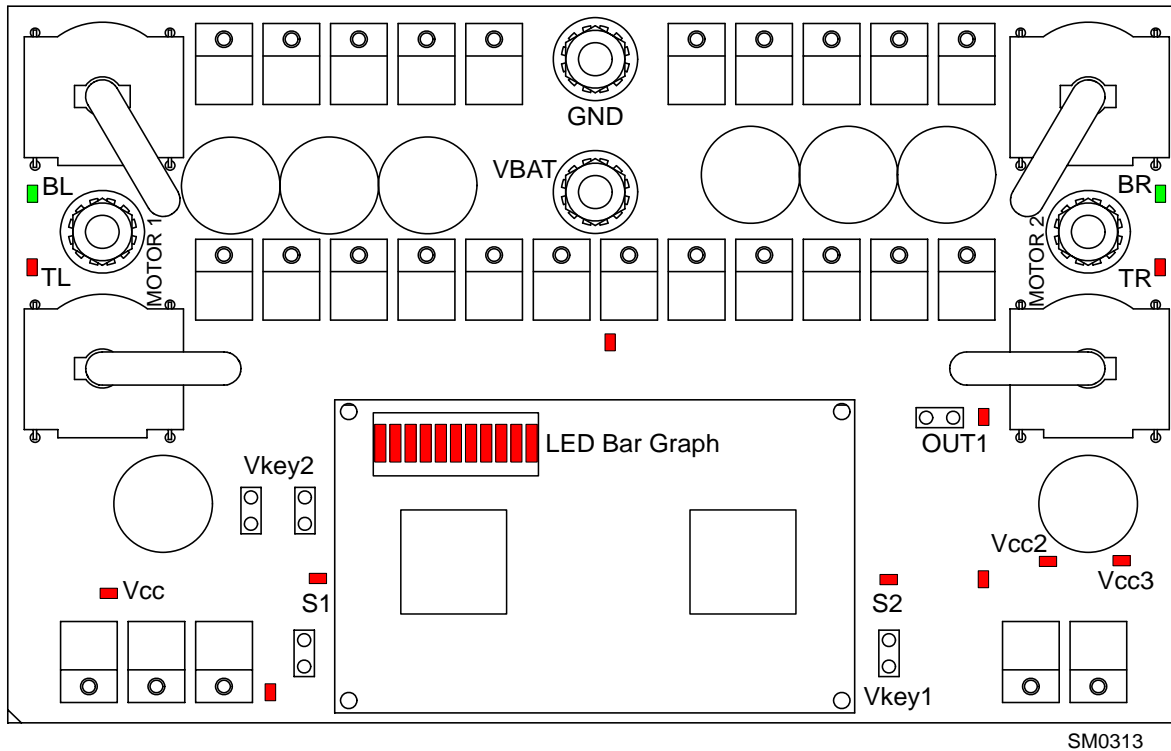 GND
VBAT
BL
BR
MOTOR 1
MOTOR 2
TL
TR
LED Bar Graph
OUT1
Vkey2
Vcc2
Vcc3
Vcc
S1
S2
Vkey1
SM0313